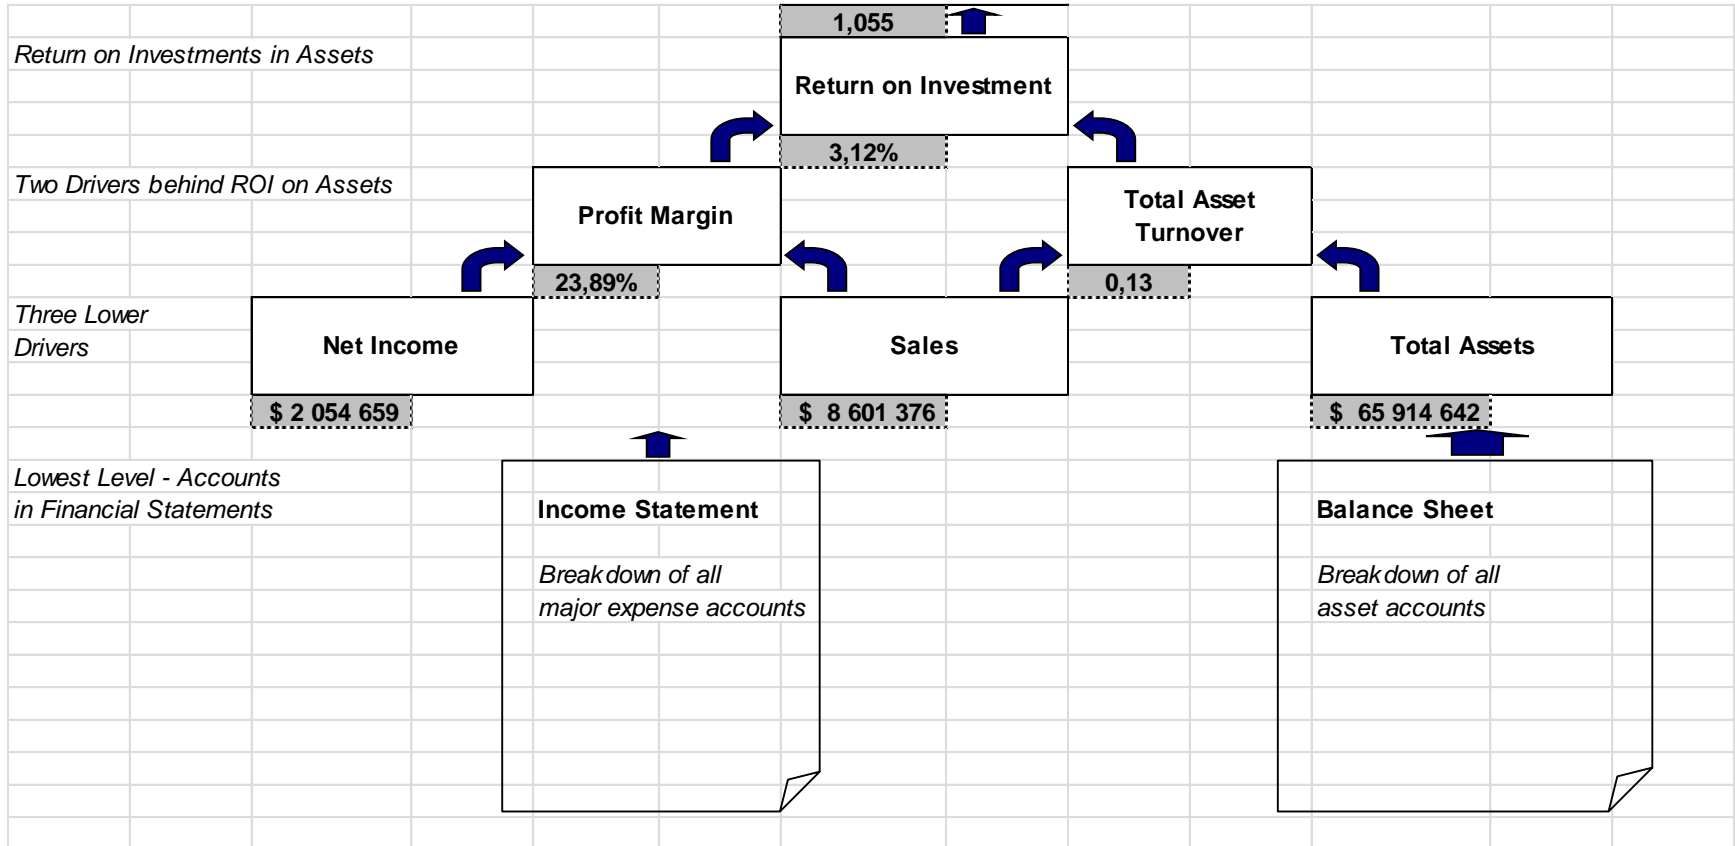 1,055
Return on Investments in Assets
Return on Investment
3,12%
Two Drivers behind ROI on Assets
Profit Margin
Total Asset
Turnover
23,89%
0,13
Three Lower
Drivers
Net Income
Sales
Total Assets
$ 2 054 659
$ 8 601 376
$ 65 914 642
Lowest Level - Accounts
in Financial Statements
Income Statement
Balance Sheet
Breakdown of all
major expense accounts
Breakdown of all
asset accounts